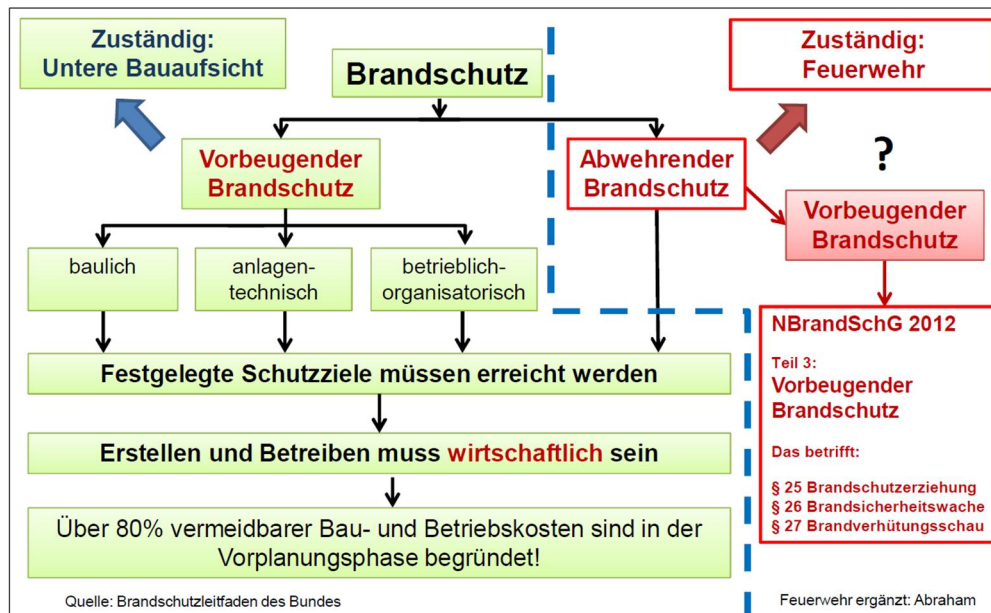 Zuständig:
Untere Bauaufsicht
Brandschutz
Zuständig:
Feuerwehr
Vorbeugender
Brandschutz
Abwehrender
Brandschutz
?
Vorbeugender
Brandschutz
baulich
anlagen-
technisch
betrieblich-
organisatorisch
NBrandSchG 2012
Teil 3:
Vorbeugender
Brandschutz
Das betrifft:
§ 25 Brandschutzerziehung
§ 26 Brandsicherheitswache
§ 27 Brandverhütungsschau
Festgelegte Schutzziele müssen erreicht werden
Erstellen und Betreiben muss wirtschaftlich sein
Über 80% vermeidbarer Bau- und Betriebskosten sind in der
Vorplanungsphase begründet!
Quelle: Brandschutzleitfaden des Bundes
Feuerwehr ergänzt: Abraham